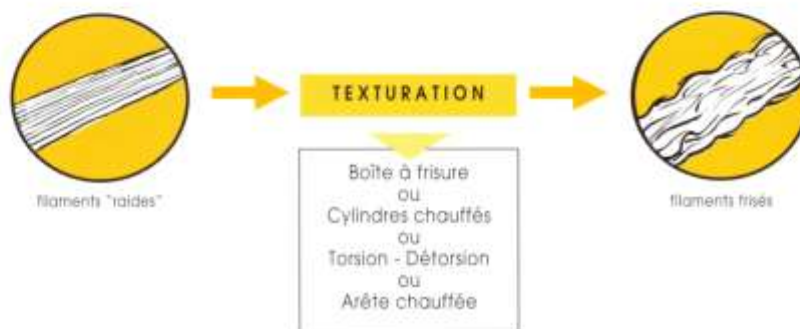 TEXTURATION
Boîte à frisure
ou
Cylindres chauffés
ou
Torsion - Détorsion
ou
Arête chauffée
filaments "raides"
filaments frisés